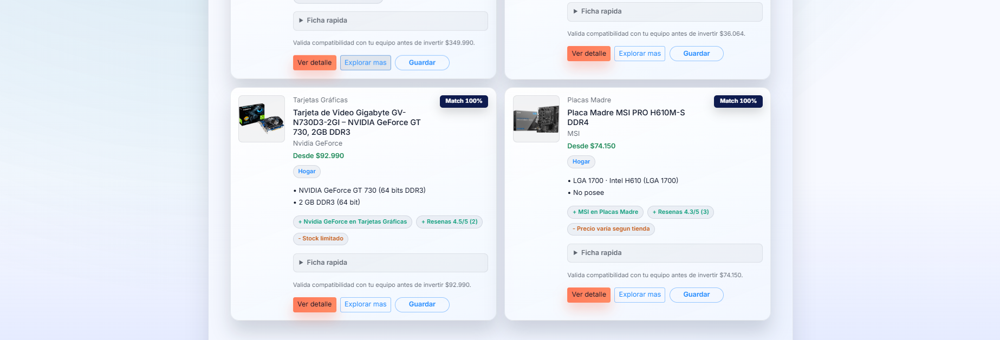 ▶ Ficha rapida
Valida compatibilidad con tu equipo antes de invertir $349.990.
Ver detalle
Explorar mas
Guardar
▶ Ficha rapida
Valida compatibilidad con tu equipo antes de invertir $36.064.
Ver detalle
Explorar mas
Guardar
Tarjetas Gráficas
Match 100%
Tarjeta de Video Gigabyte GV-
N730D3-2GI – NVIDIA GeForce GT
730, 2GB DDR3
Nvidia GeForce
Desde $92.990
Hogar
• NVIDIA GeForce GT 730 (64 bits DDR3)
• 2 GB DDR3 (64 bit)
+ Nvidia GeForce en Tarjetas Gráficas
+ Resenas 4.5/5 (2)
- Stock limitado
▶ Ficha rapida
Valida compatibilidad con tu equipo antes de invertir $92.990.
Ver detalle
Explorar mas
Guardar
Placas Madre
Match 100%
Placa Madre MSI PRO H610M-S
DDR4
MSI
Desde $74.150
Hogar
• LGA 1700 · Intel H610 (LGA 1700)
• No posee
+ MSI en Placas Madre
+ Resenas 4.3/5 (3)
- Precio varía segun tienda
▶ Ficha rapida
Valida compatibilidad con tu equipo antes de invertir $74.150.
Ver detalle
Explorar mas
Guardar